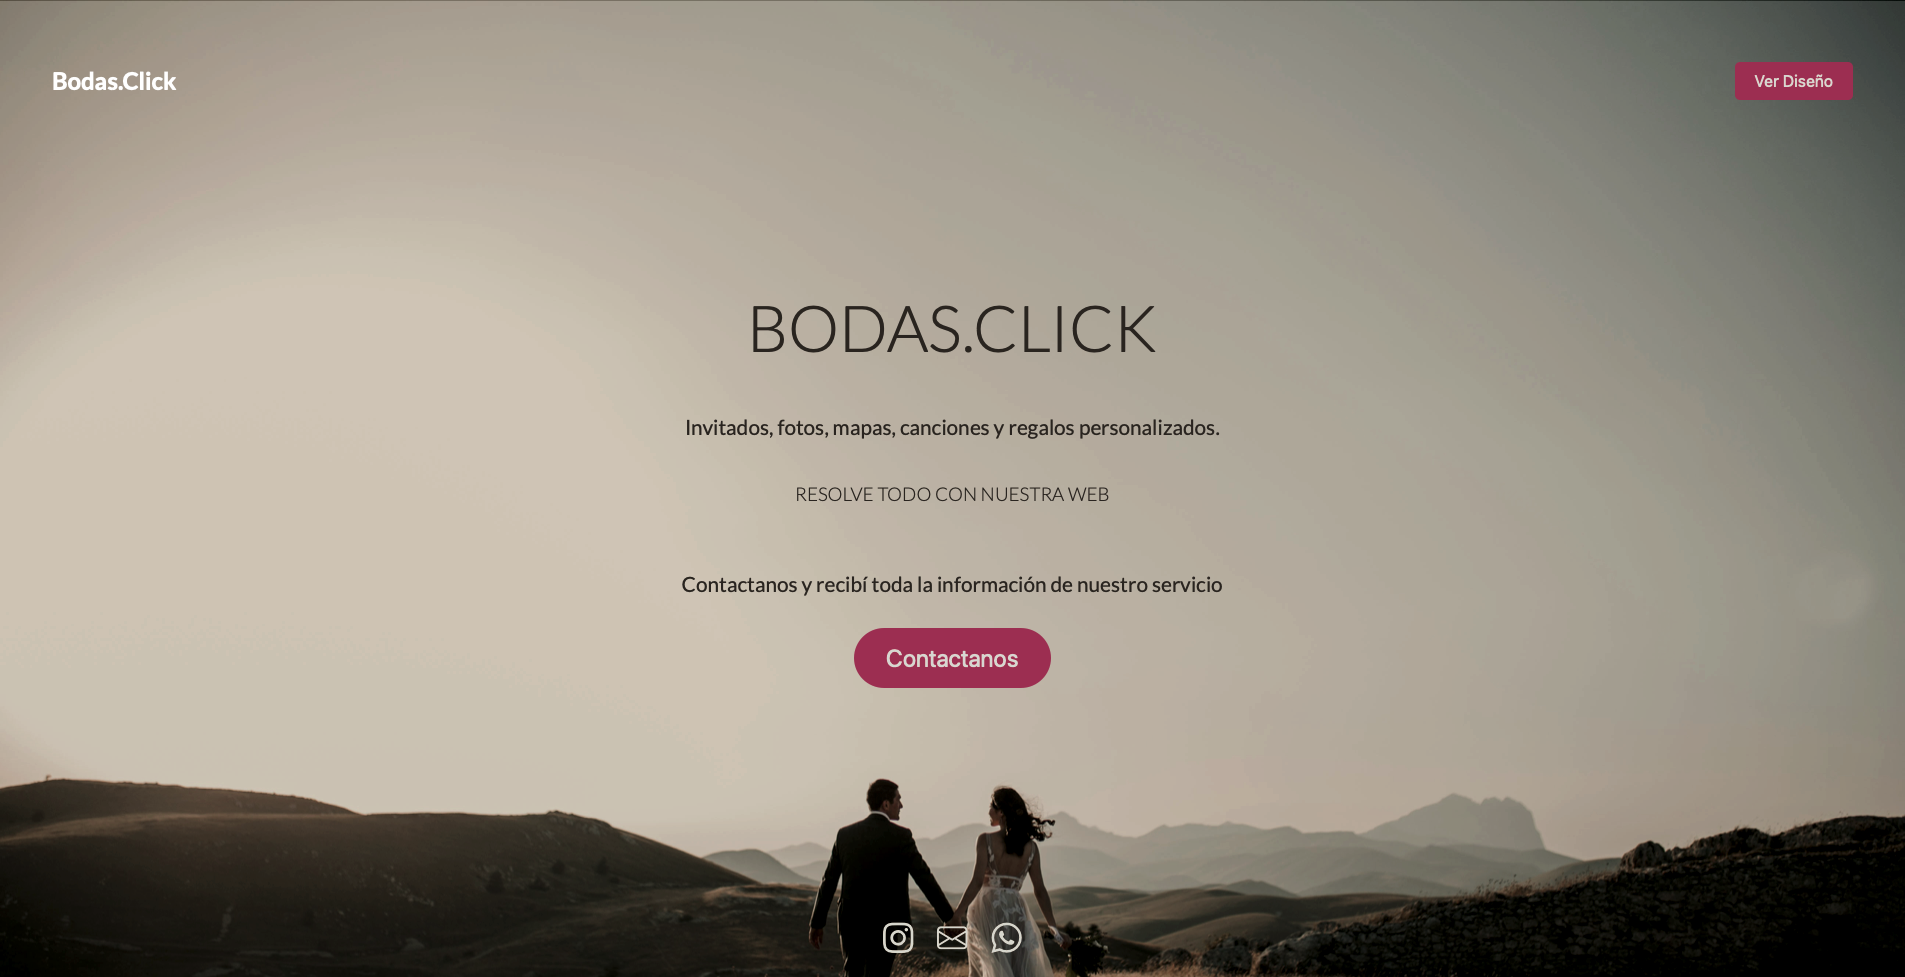 Bodas.Click
Ver Diseño
BODAS.CLICK
Invitados, fotos, mapas, canciones y regalos personalizados.
RESOLVE TODO CON NUESTRA WEB
Contactanos y recibí toda la información de nuestro servicio
Contactanos